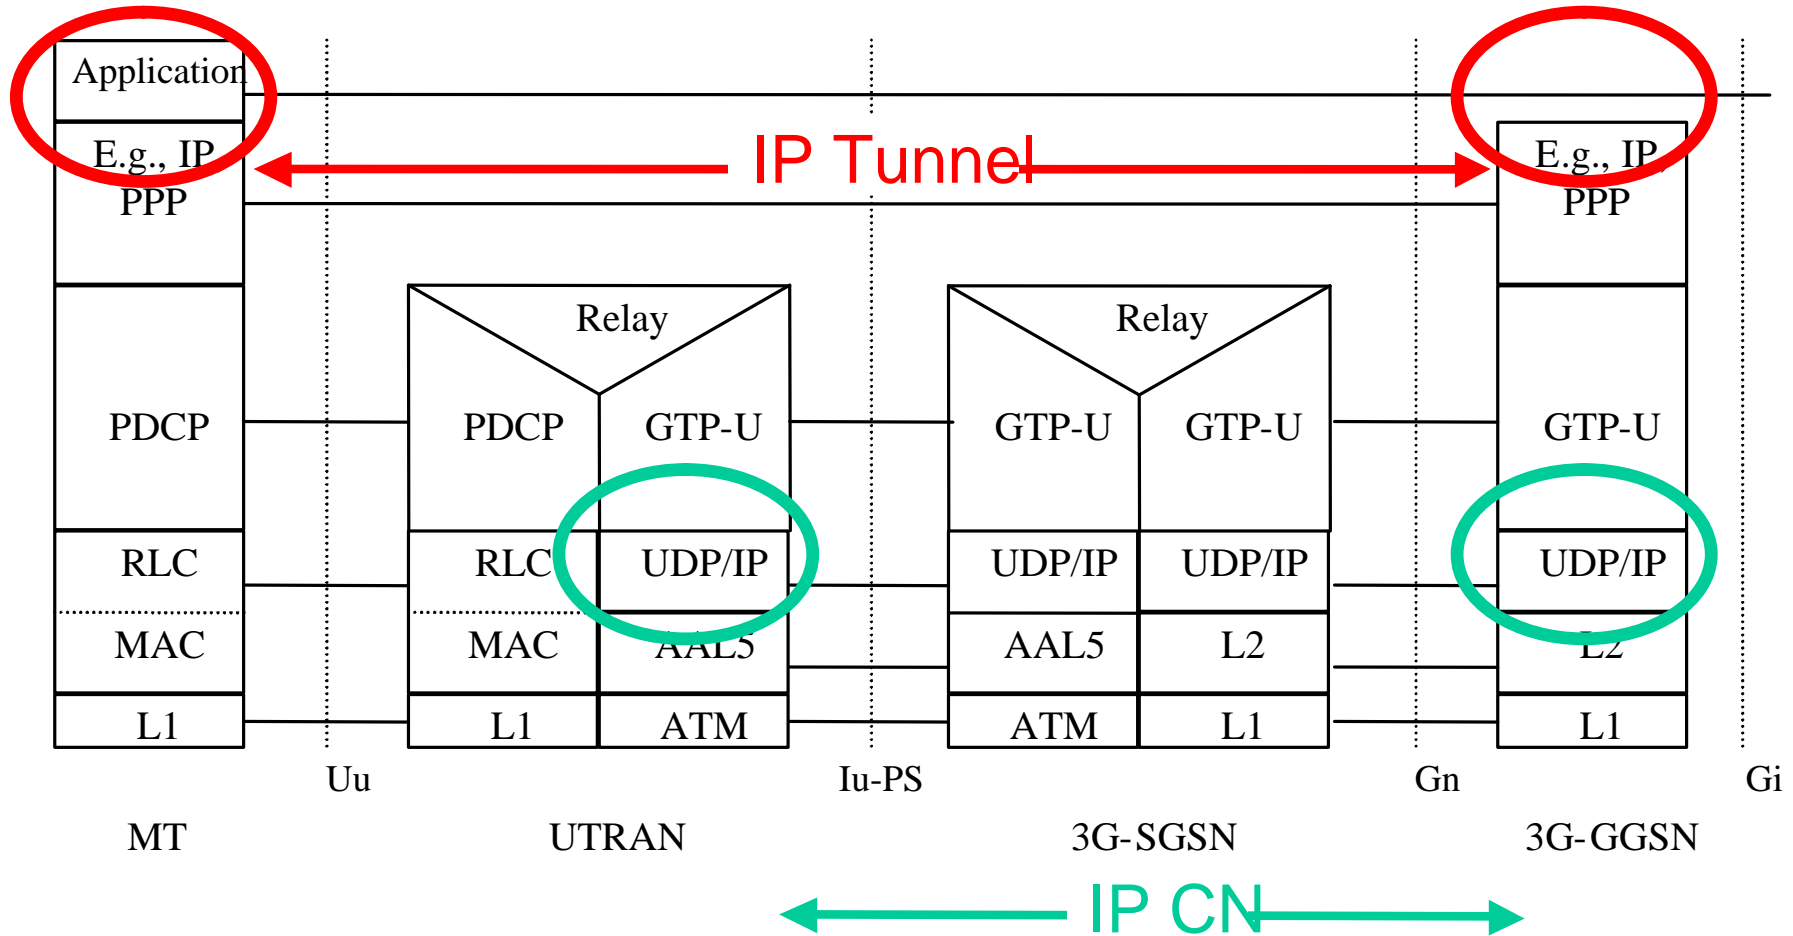 Application
E.g., IP,
PPP
IP Tunnel
E.g., IP,
PPP
Relay
Relay
PDCP
PDCP
GTP-U
GTP-U
GTP-U
GTP-U
RLC
RLC
UDP/IP
UDP/IP
UDP/IP
UDP/IP
MAC
MAC
AAL5
AAL5
L2
L2
L1
L1
ATM
ATM
L1
L1
Uu
Iu-PS
Gn
Gi
MT
UTRAN
3G-SGSN
3G-GGSN
IP CN